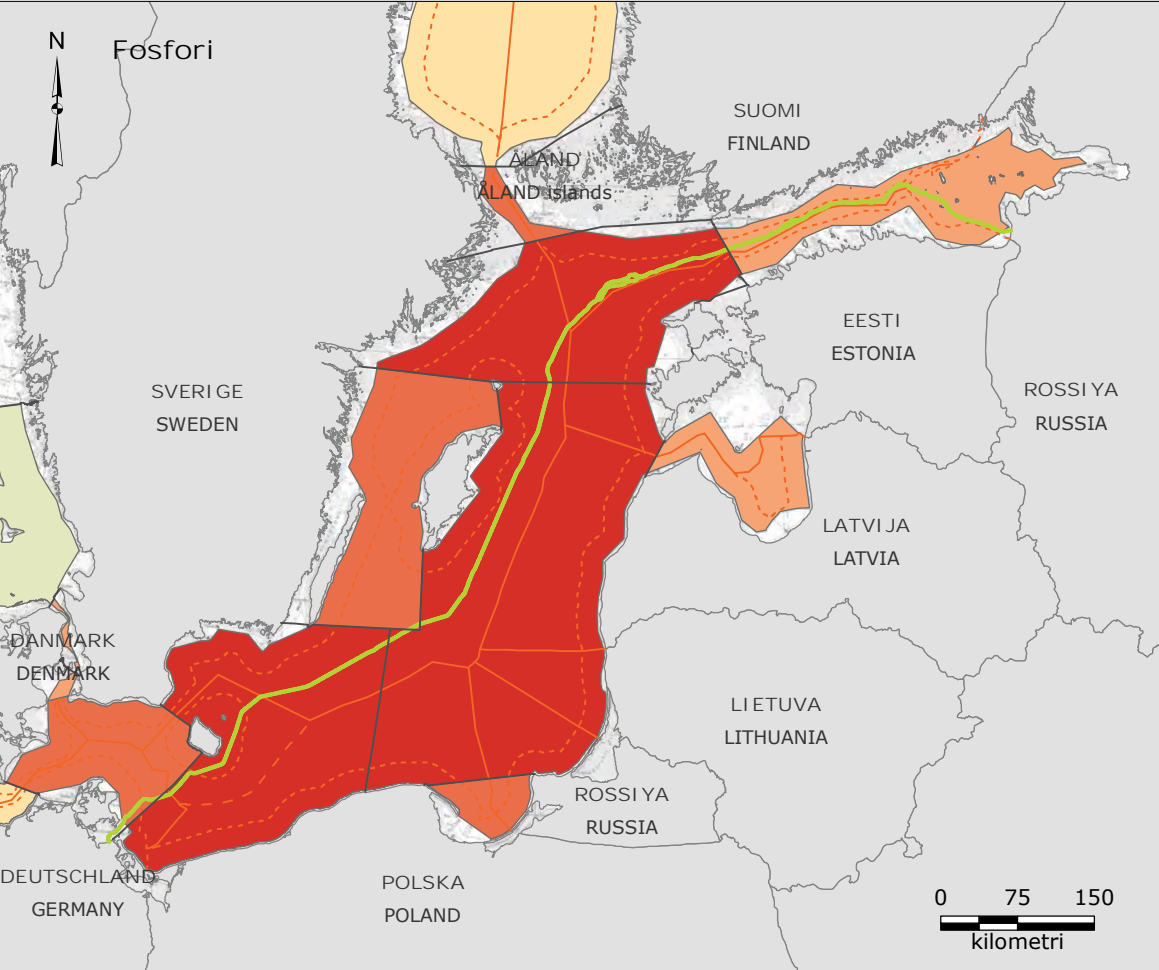 N
Fosfori
SUOMI
FINLAND
ÅLAND
ÅLAND islands
EESTI
ESTONIA
SVERIGE
SWEDEN
ROSSIYA
RUSSIA
LATVIJA
LATVIA
DANMARK
DENMARK
LIETUVA
LITHUANIA
ROSSIYA
RUSSIA
DEUTSCHLAND
GERMANY
POLSKA
POLAND
0 75 150
kilometri